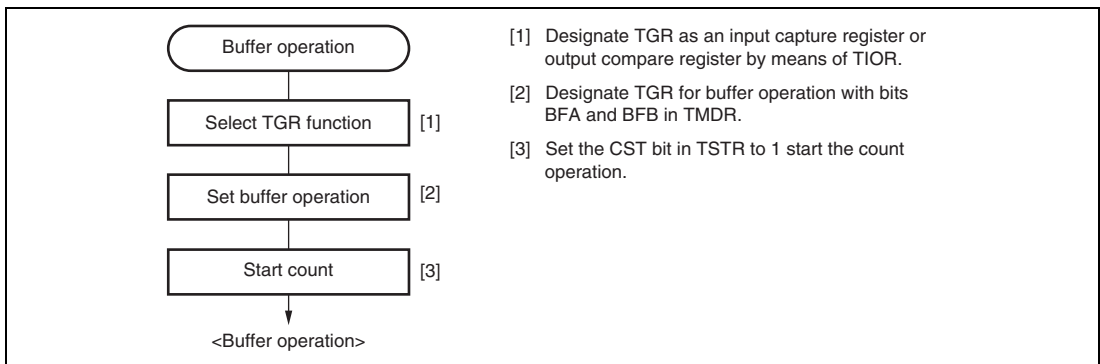 Buffer operation
Select TGR function
[1]
Set buffer operation
[2]
Start count
[3]
<Buffer operation>
[1] Designate TGR as an input capture register or
output compare register by means of TIOR.
[2] Designate TGR for buffer operation with bits
BFA and BFB in TMDR.
[3] Set the CST bit in TSTR to 1 start the count
operation.